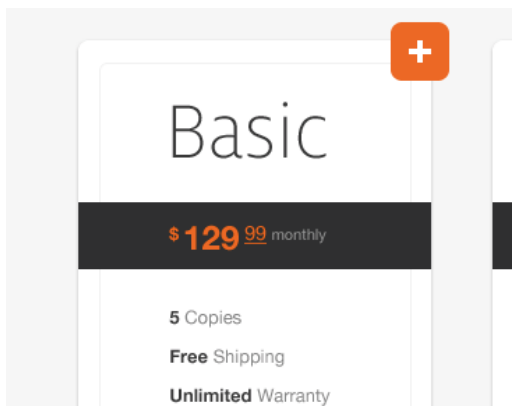 +
Basic
$ 129 99 monthly
5 Copies
Free Shipping
Unlimited Warranty